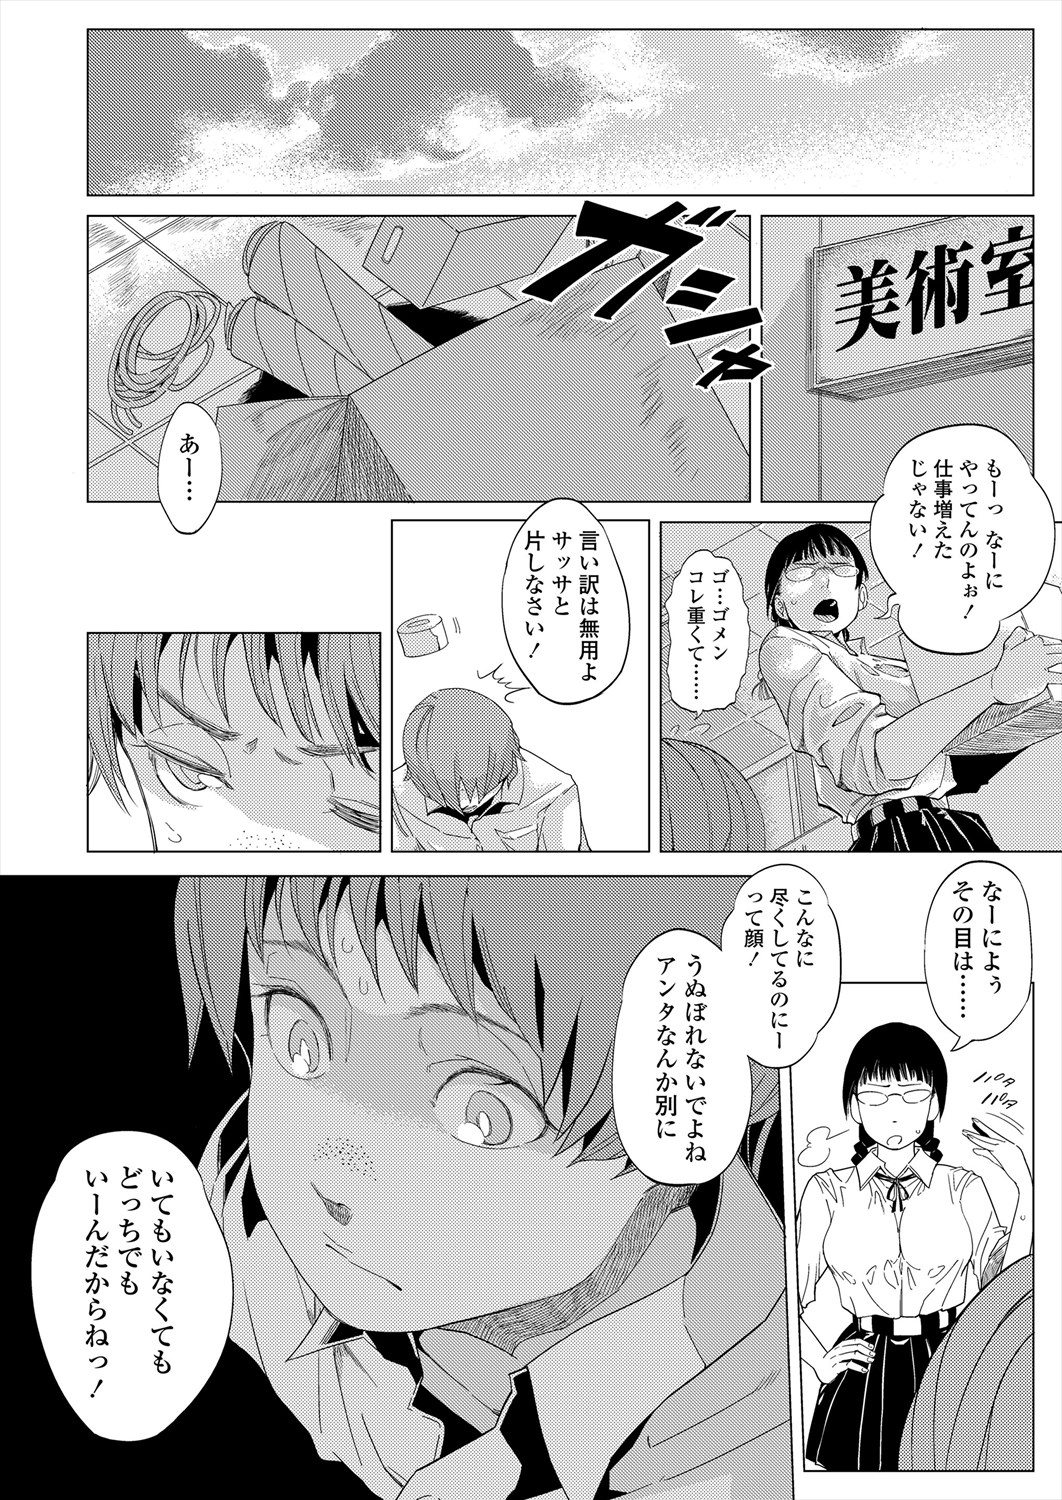 美術室
ガシャ
あー…
もーっ なーに
やってんのよぉ！
仕事増えた
じゃない！
ゴ…ゴメン
コレ重くて……
言い訳は無用よ
サッサと
片しなさい！
なーによう
その目は……
パタ
パタ
こんなに
尽くしてるのにー
って顔！
うぬぼれないでよね
アンタなんか別に
いてもいなくても
どっちでも
いーんだからねっ！